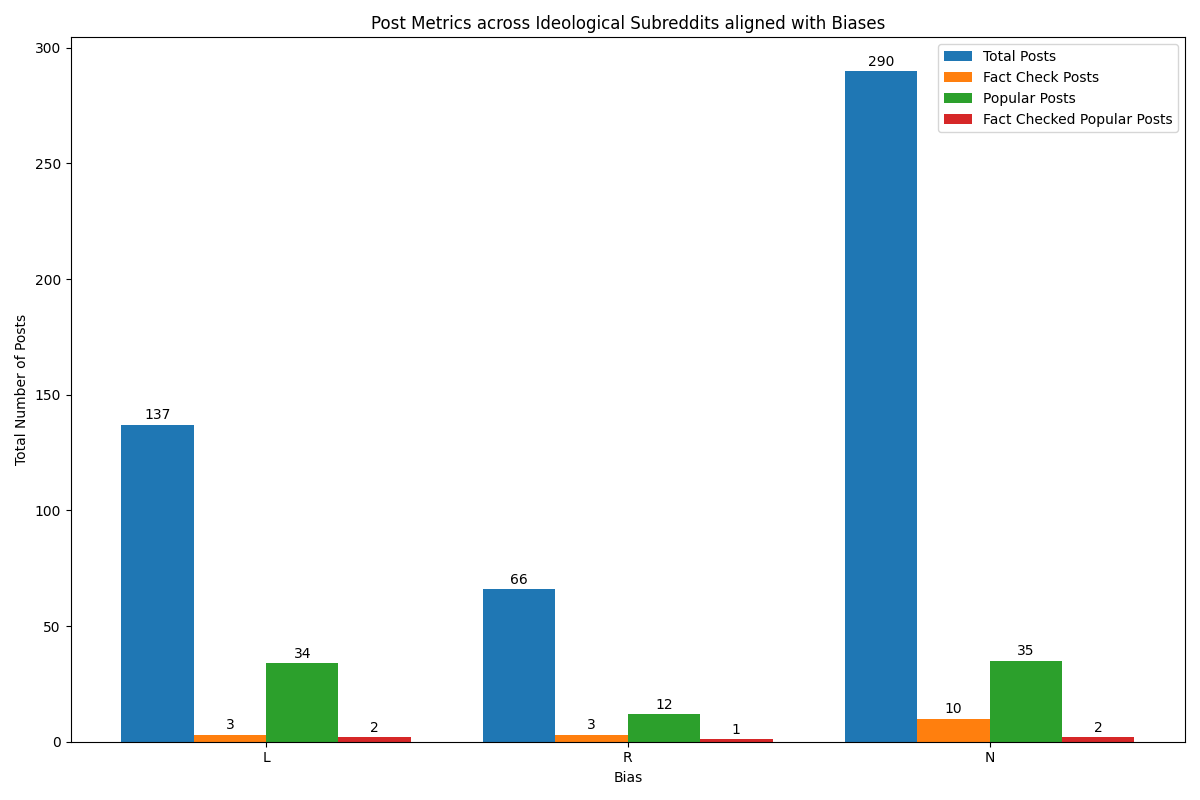 Post Metrics across Ideological Subreddits aligned with Biases
Total Posts
Fact Check Posts
Popular Posts
Fact Checked Popular Posts
Total Number of Posts
300
250
200
150
100
50
0
137
3
34
2
66
3
12
1
290
10
35
2
L
R
N
Bias